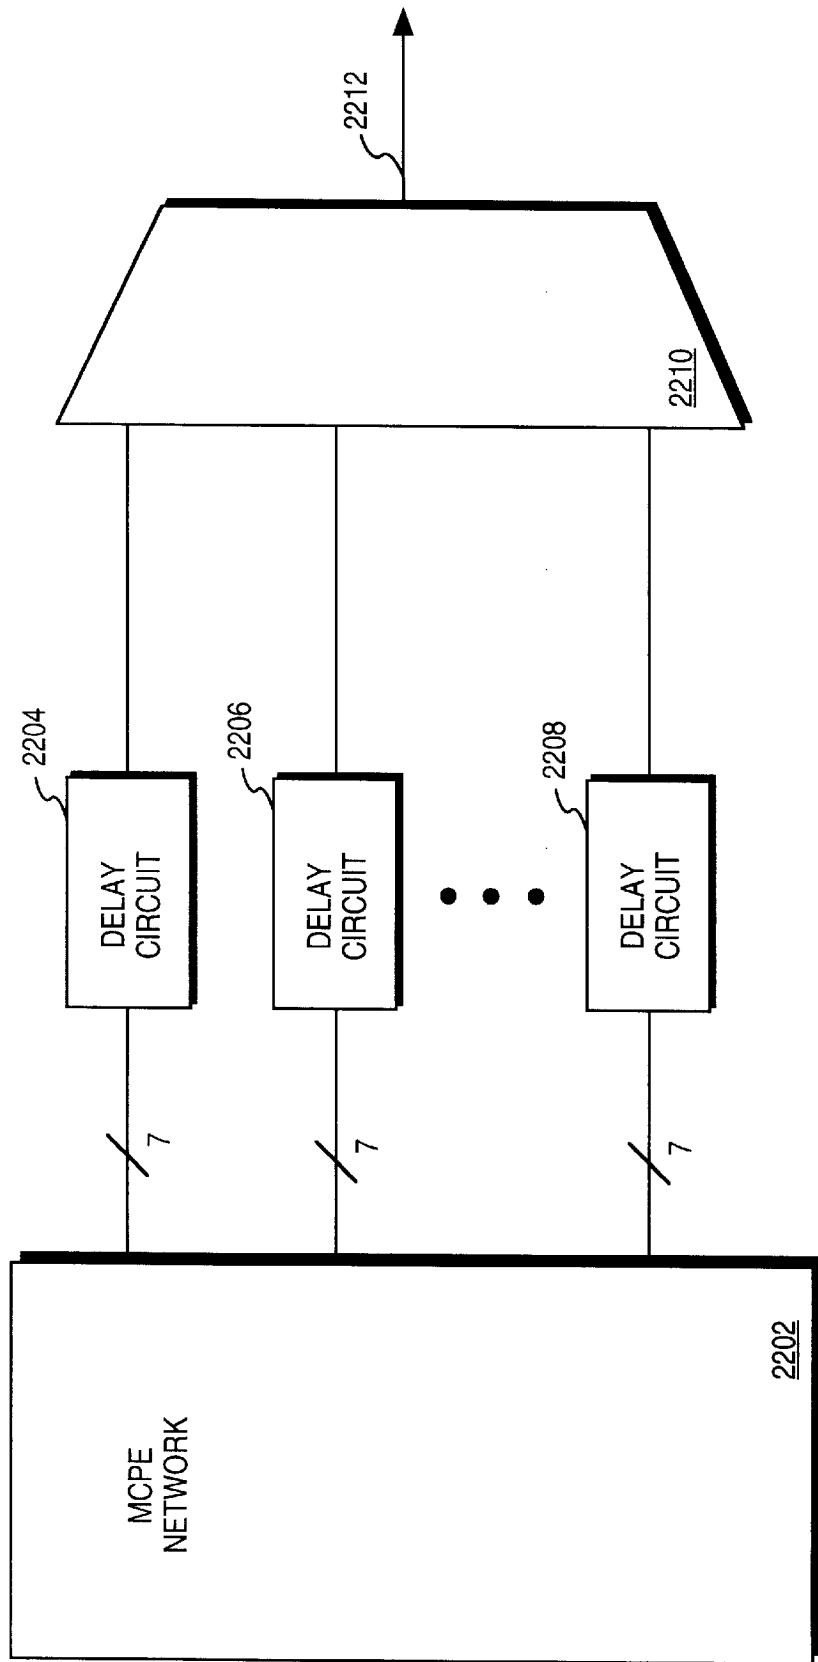 MCPE
NETWORK
2202
7
7
7
DELAY
CIRCUIT
2204
DELAY
CIRCUIT
2206
DELAY
CIRCUIT
2208
2210
2212